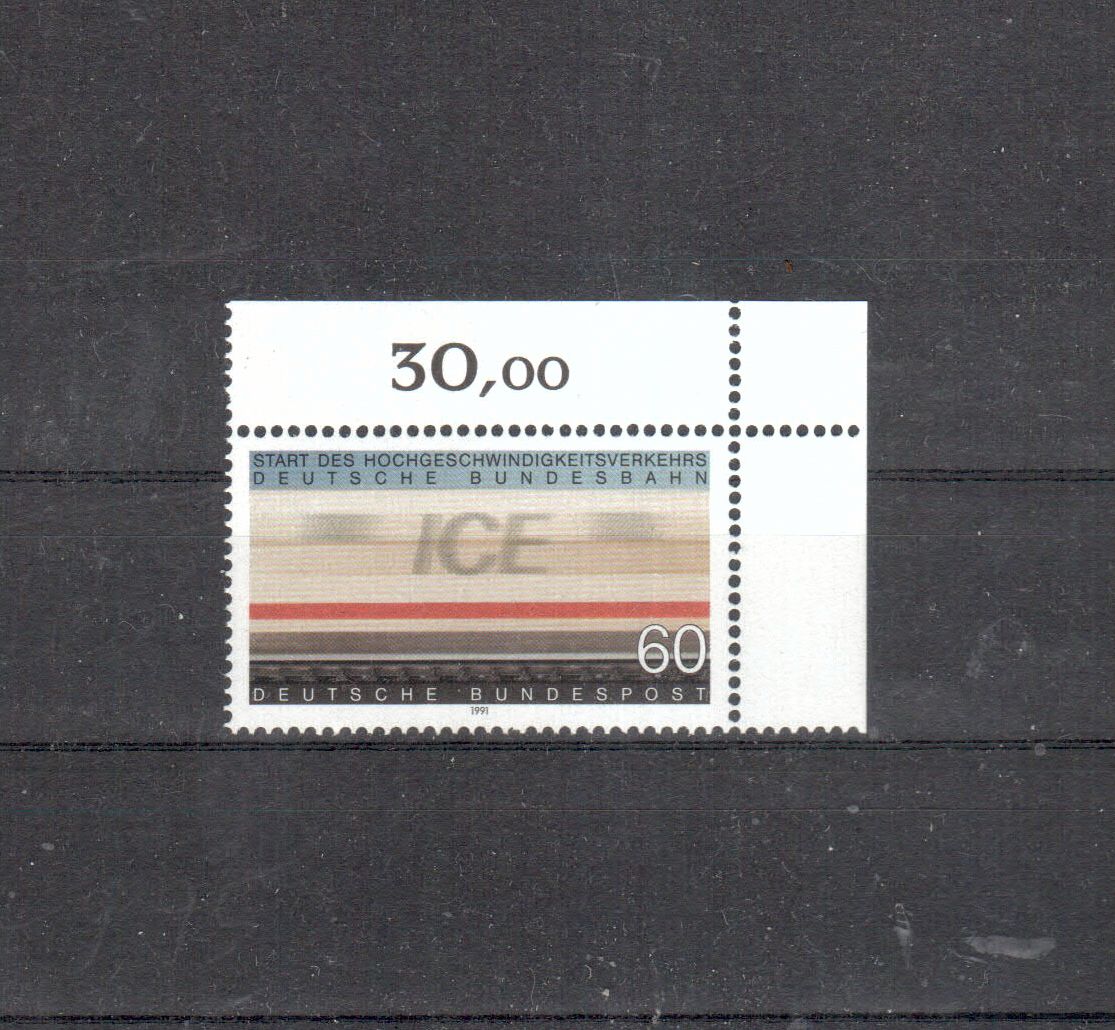 30,00
START DES HOCHGESCHWINDIGKEITSVERKEHRS
DEUTSCHE BUNDESBAHN
ICE
60
DEUTSCHE BUNDESPOST
1991